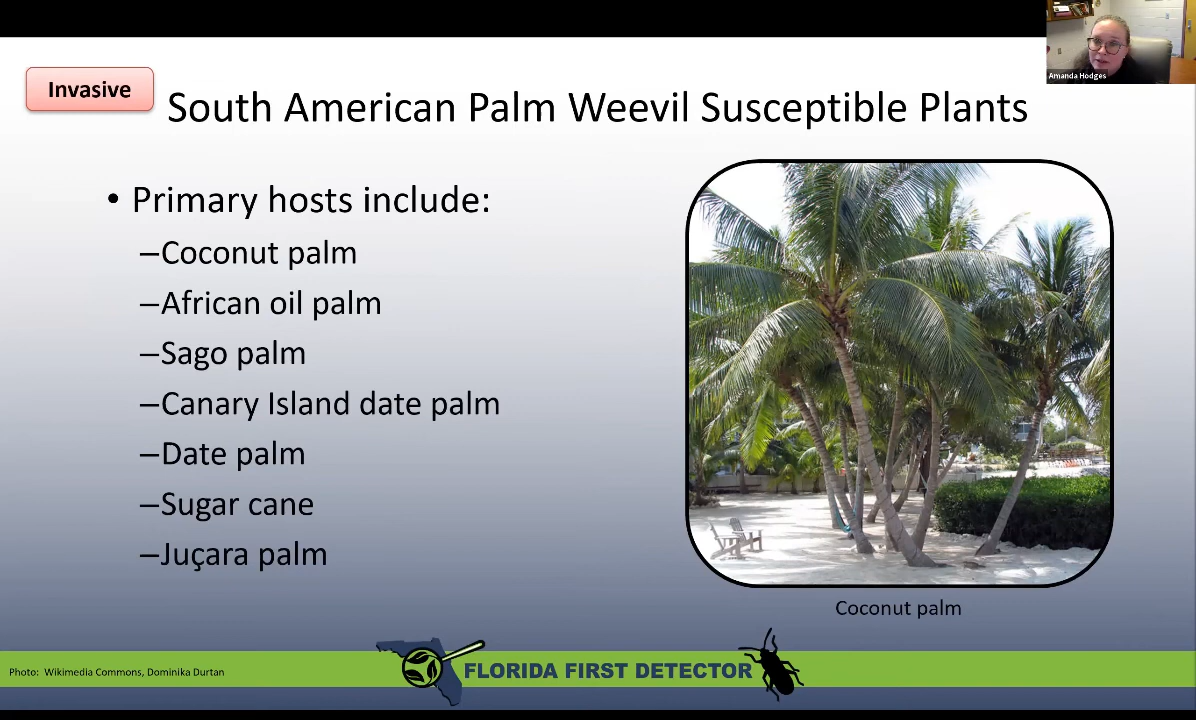 Amanda Hodges
Invasive
South American Palm Weevil Susceptible Plants
• Primary hosts include:
–Coconut palm
–African oil palm
–Sago palm
–Canary Island date palm
–Date palm
–Sugar cane
–Juçara palm
Coconut palm
Photo: Wikimedia Commons, Dominika Durtan
FLORIDA FIRST DETECTOR